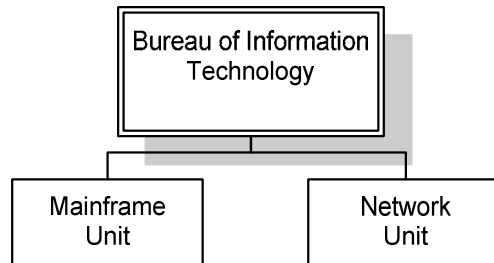 Bureau of Information
Technology
Mainframe
Unit
Network
Unit